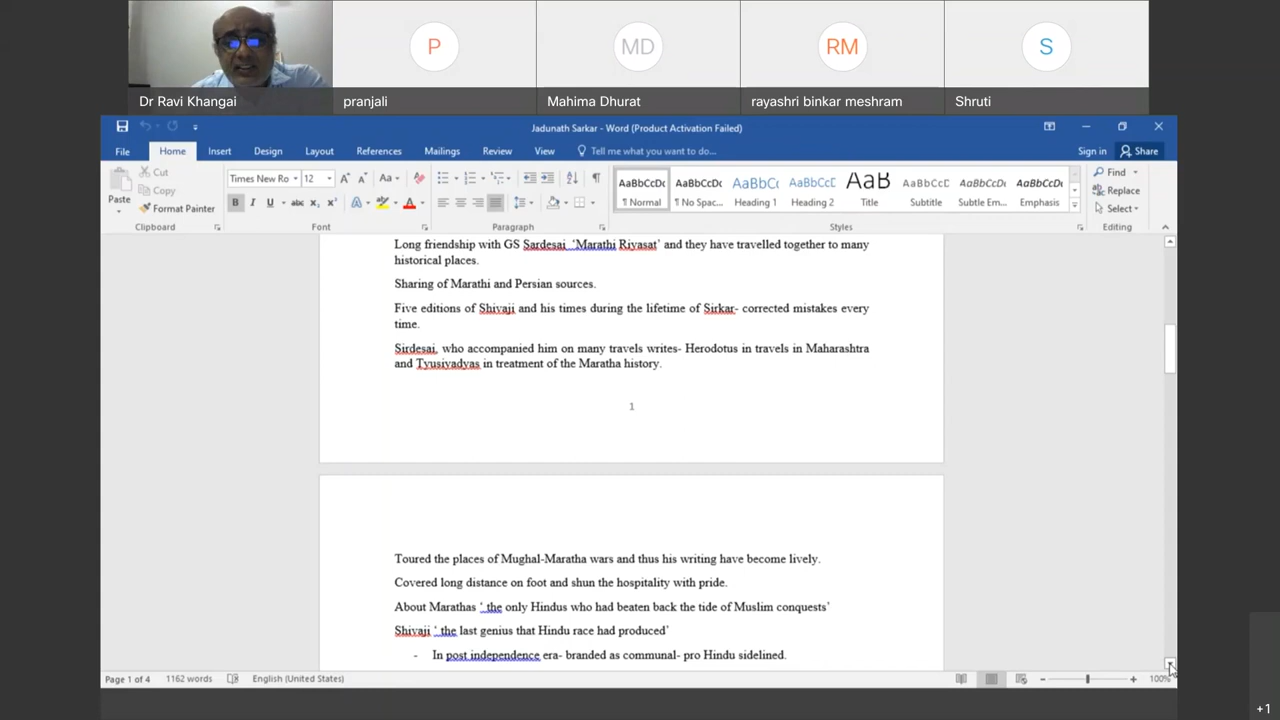 P
MD
RM
S
Dr Ravi Khangai
pranjali
Mahima Dhurat
rayashri binkar meshram
Shruti
Jadunath Sarkar - Word (Product Activation Failed)
File
Home
Insert
Design
Layout
References
Mailings
Review
View
Tell me what you want to do...
Sign in
Share
Paste
Cut
Copy
Format Painter
Clipboard
Times New Ro
12
Font
Paragraph
AaBbCcDc
AaBbCcDc
AaBbC
AaBbCcD
AaB
AaBbCcD
AaBbCcDc
AaBbCcDc
¶ Normal
¶ No Spac...
Heading 1
Heading 2
Title
Subtitle
Subtle Em...
Emphasis
Styles
Find
Replace
Select
Editing
Long friendship with GS Sardesai 'Marathi Riyasat' and they have travelled together to many
historical places.
Sharing of Marathi and Persian sources.
Five editions of Shivaji and his times during the lifetime of Sirkar- corrected mistakes every
time.
Sirdesai, who accompanied him on many travels writes- Herodotus in travels in Maharashtra
and Tyusivadyas in treatment of the Maratha history.
1
Toured the places of Mughal-Maratha wars and thus his writing have become lively.
Covered long distance on foot and shun the hospitality with pride.
About Marathas ' the only Hindus who had beaten back the tide of Muslim conquests'
Shivaji ' the last genius that Hindu race had produced'
- In post independence era- branded as communal- pro Hindu sidelined.
Page 1 of 4
1162 words
English (United States)
100%
+1